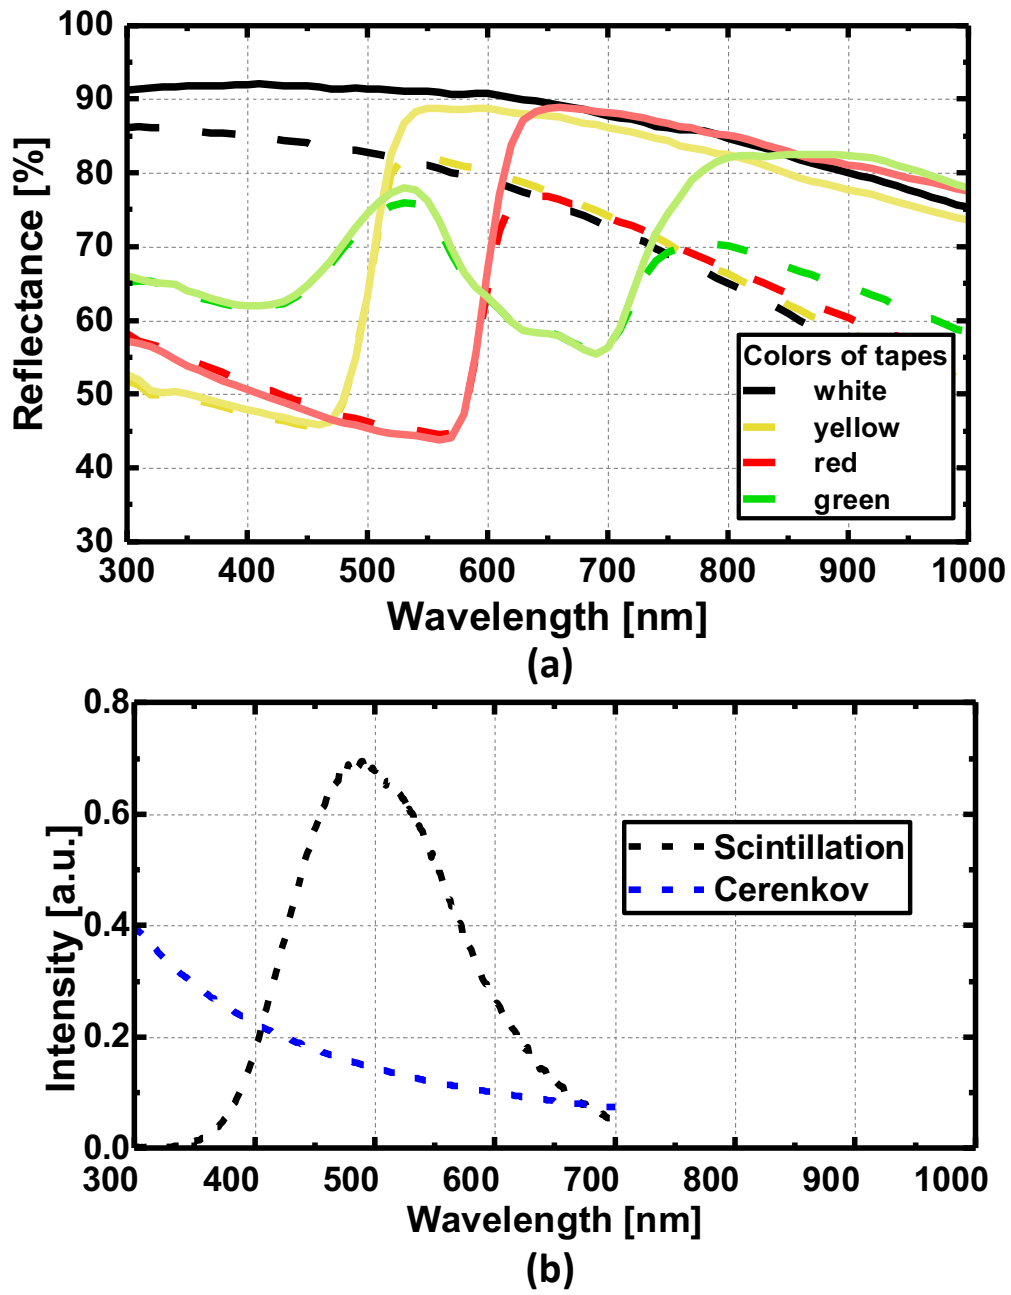 100
90
80
70
60
50
40
30
Reflectance [%]
Colors of tapes
white
yellow
red
green
300 400 500 600 700 800 900 1000
Wavelength [nm]
(a)
0.8
0.6
0.4
0.2
0.0
Intensity [a.u.]
Scintillation
Cerenkov
300 400 500 600 700 800 900 1000
Wavelength [nm]
(b)